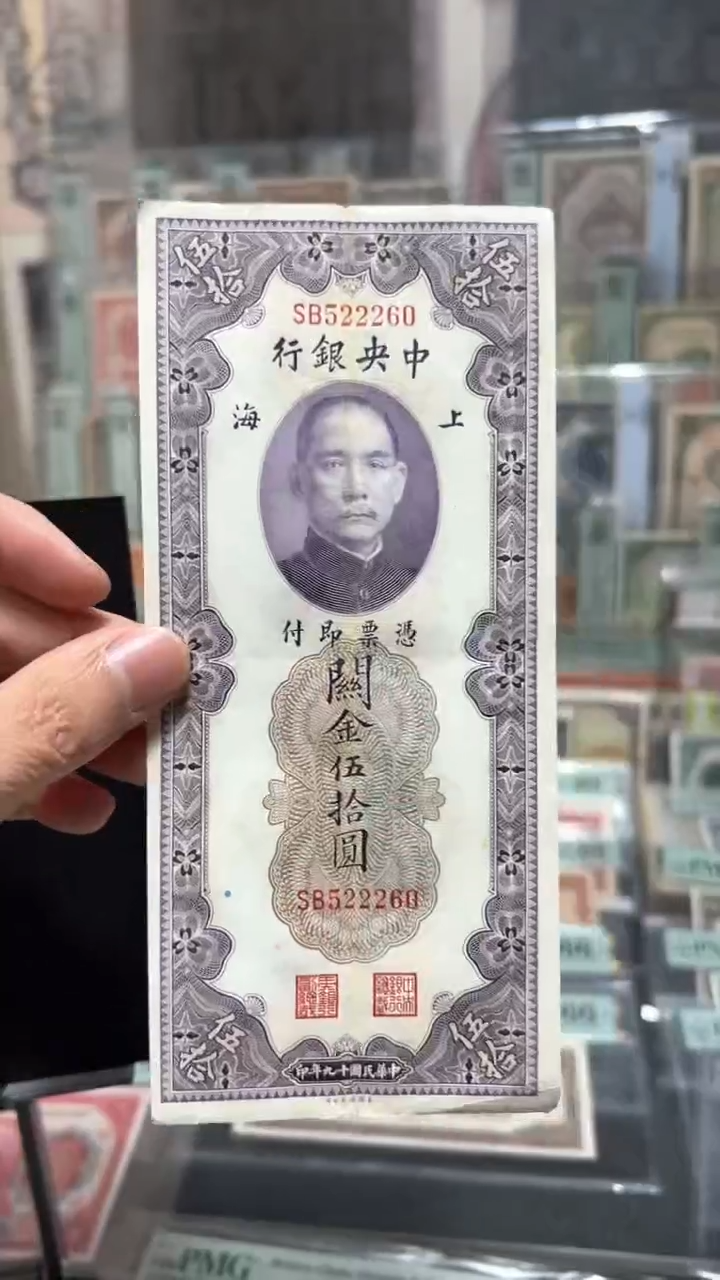 伍拾
伍拾
SB522260
中央銀行
上海
憑票即付
關金伍拾圓
SB522260
伍拾
伍拾
中華民國十九年印
PMG